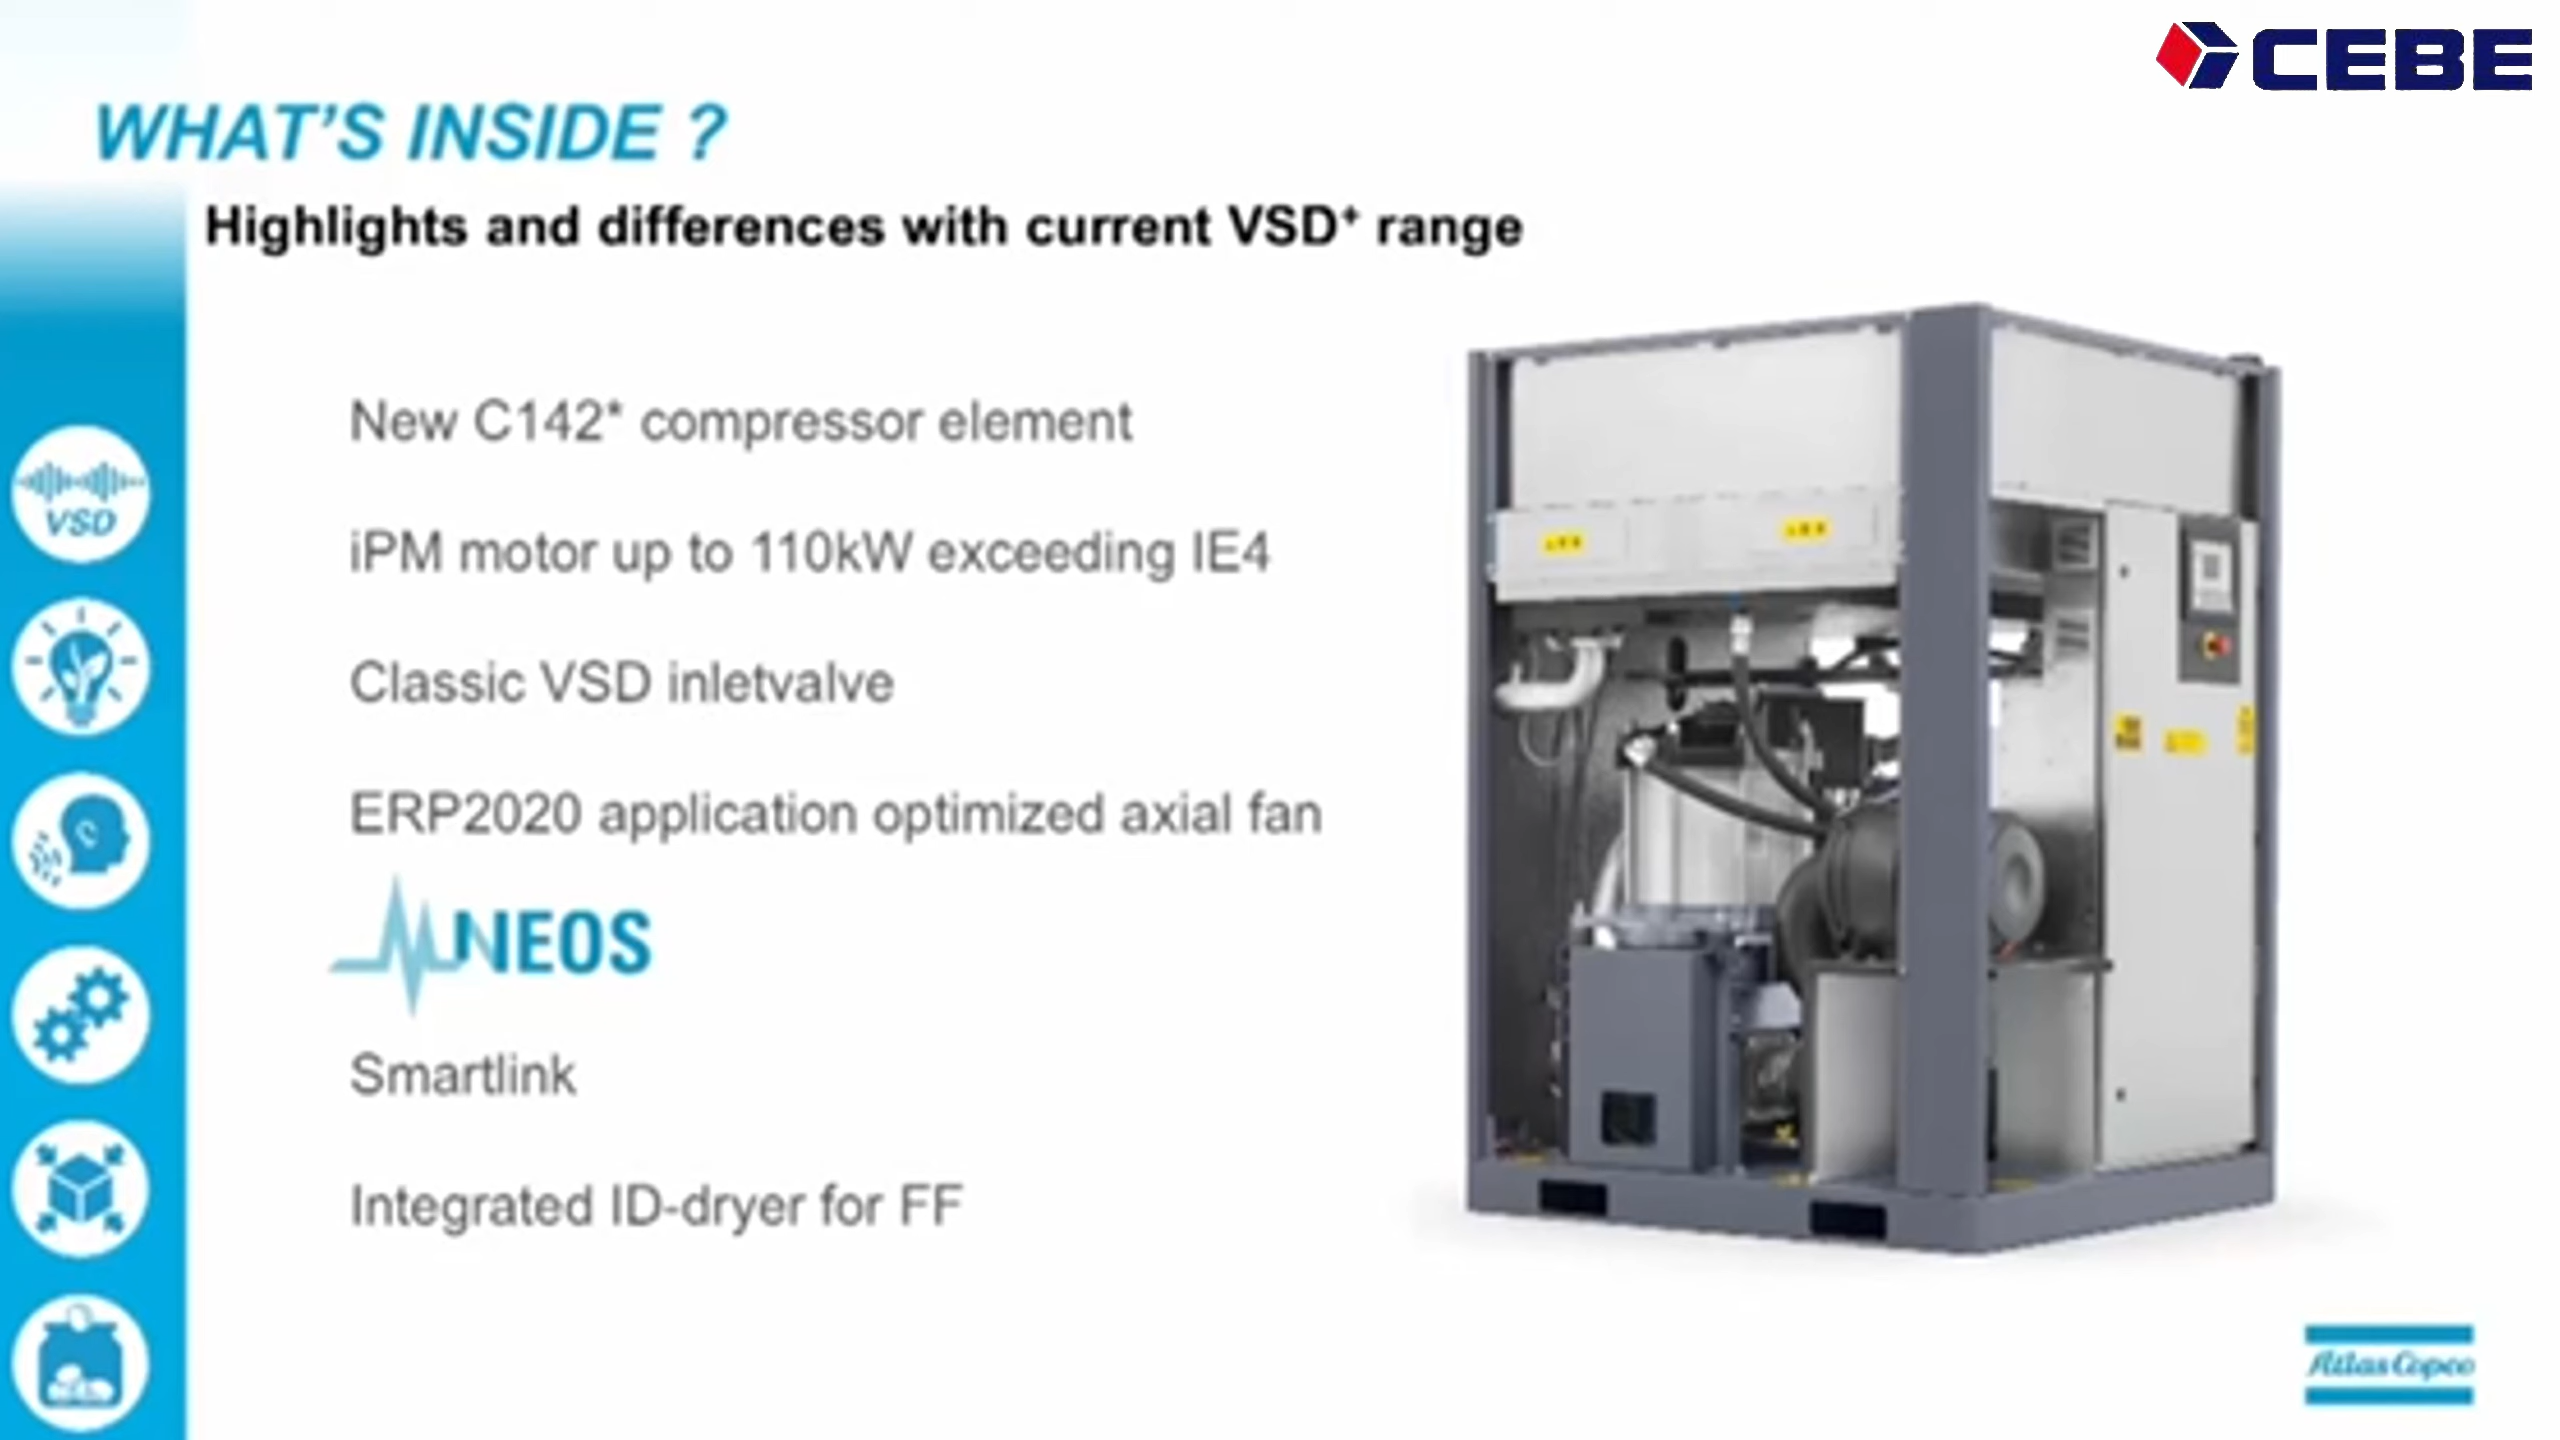 CEBE
WHAT'S INSIDE ?
Highlights and differences with current VSD+ range
New C142* compressor element
iPM motor up to 110kW exceeding IE4
VSD
Classic VSD inletvalve
ERP2020 application optimized axial fan
NEOS
Smartlink
Integrated ID-dryer for FF
Atlas Copco